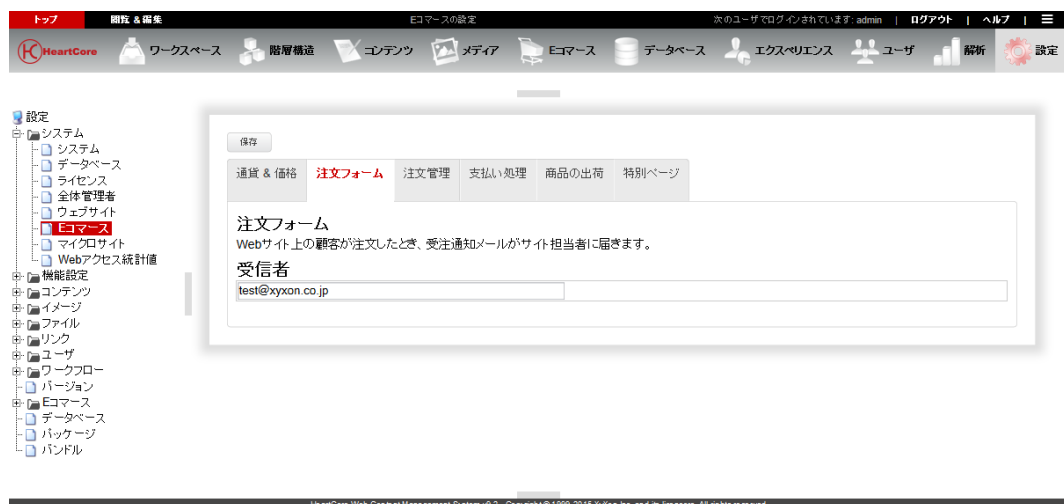 トップ 閲覧 & 編集 Eコマースの設定 次のユーザでログインされています: admin | ログアウト | ヘルプ |
HeartCore ワークスペース 階層構造 コンテンツ メディア Eコマース データベース エクスペリエンス ユーザ 解析 設定
設定
システム
システム
データベース
ライセンス
全体管理者
ウェブサイト
Eコマース
マイクロサイト
Webアクセス統計値
機能設定
コンテンツ
イメージ
ファイル
リンク
ユーザ
ワークフロー
バージョン
Eコマース
データベース
パッケージ
バンドル
保存
通貨 & 価格 注文フォーム 注文管理 支払い処理 商品の出荷 特別ページ
注文フォーム
Webサイト上の顧客が注文したとき、受注通知メールがサイト担当者に届きます。
受信者
test@xyxon.co.jp